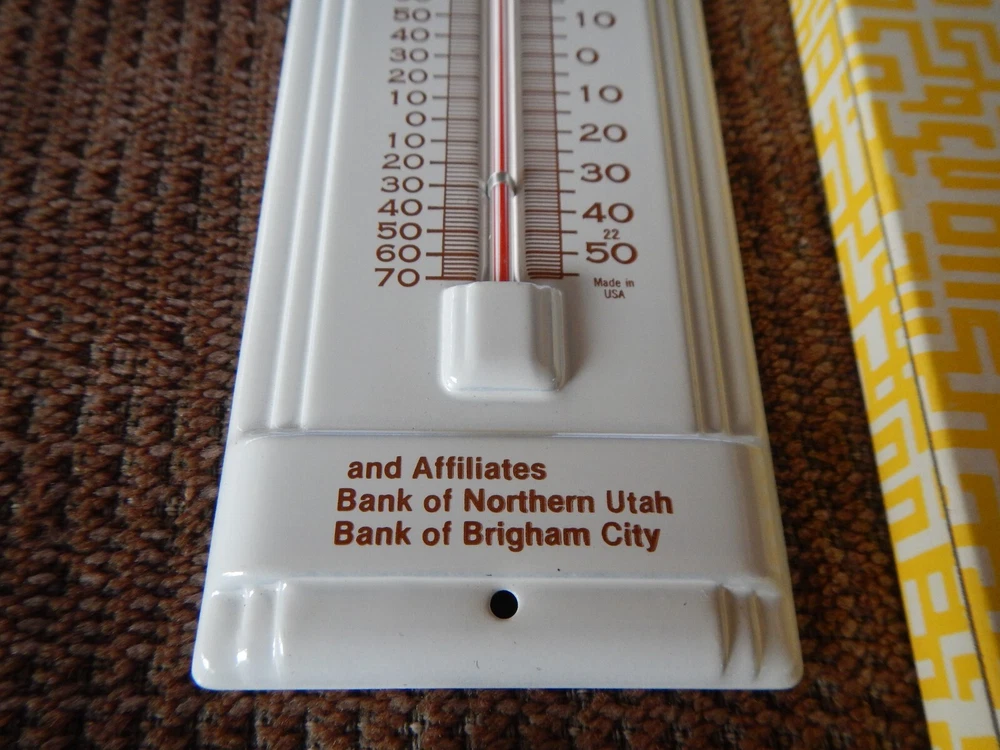 50 10
40
30 0
20
10 10
0
10 20
20
30 30
40 40
50 22
60 50
70 Made in
USA
and Affiliates
Bank of Northern Utah
Bank of Brigham City